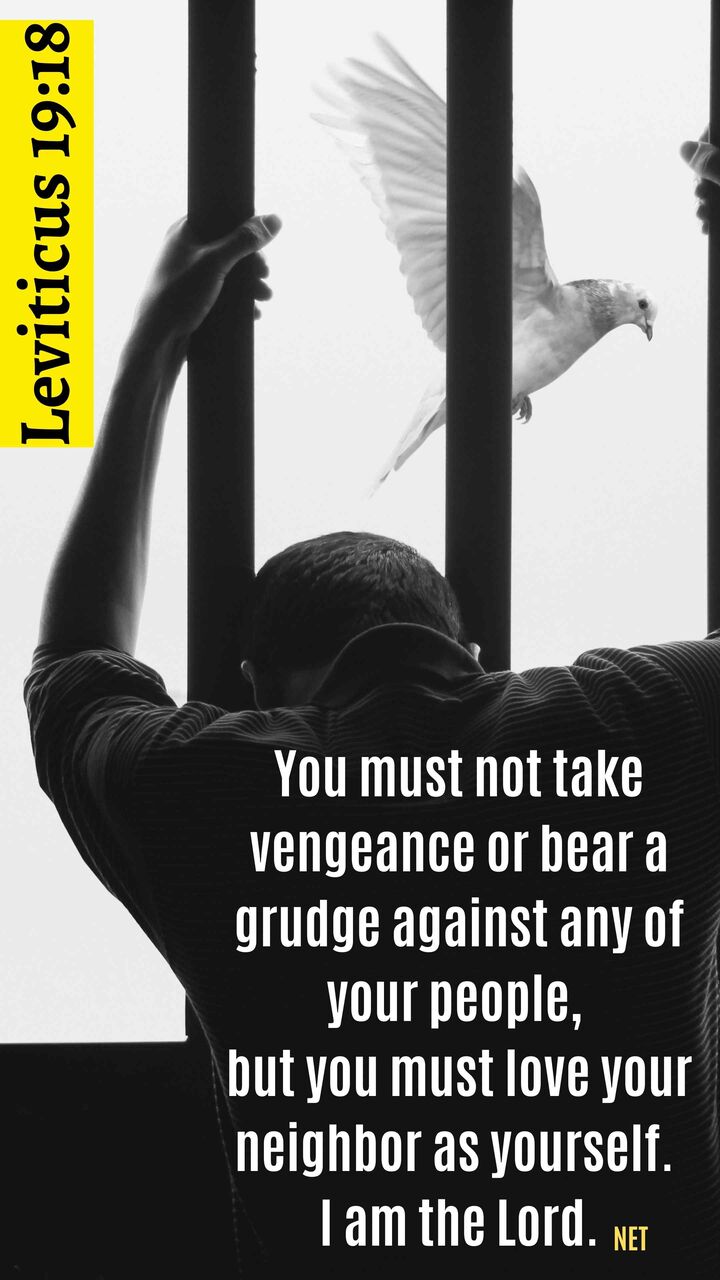 Leviticus 19:18
You must not take
vengeance or bear a
grudge against any of
your people,
but you must love your
neighbor as yourself.
I am the Lord. NET